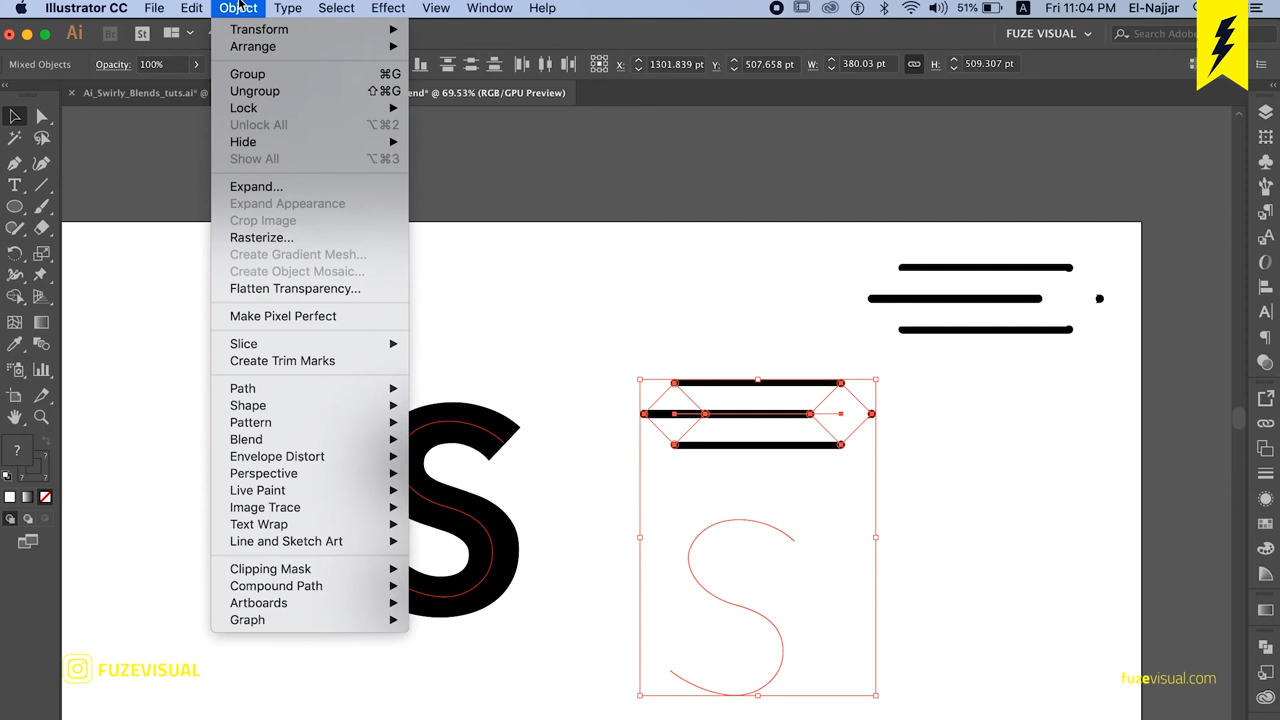 Illustrator CC File Edit Object Type Select Effect View Window Help 51% A Fri 11:04 PM El-Najjar
Ai Br St FUZE VISUAL Search Adobe
Mixed Objects Opacity: 100% X: 1301.839 pt Y: 507.658 pt W: 380.03 pt H: 509.307 pt
× Ai_Swirly_Blends_tuts.ai* @ end* @ 69.53% (RGB/GPU Preview)
Transform
Arrange
Group ⌘G
Ungroup ⇧⌘G
Lock
Unlock All ⌥⌘2
Hide
Show All ⌥⌘3
Expand...
Expand Appearance
Crop Image
Rasterize...
Create Gradient Mesh...
Create Object Mosaic...
Flatten Transparency...
Make Pixel Perfect
Slice
Create Trim Marks
Path
Shape
Pattern
Blend
Envelope Distort
Perspective
Live Paint
Image Trace
Text Wrap
Line and Sketch Art
Clipping Mask
Compound Path
Artboards
Graph
S
S
FUZEVISUAL
fuzevisual.com